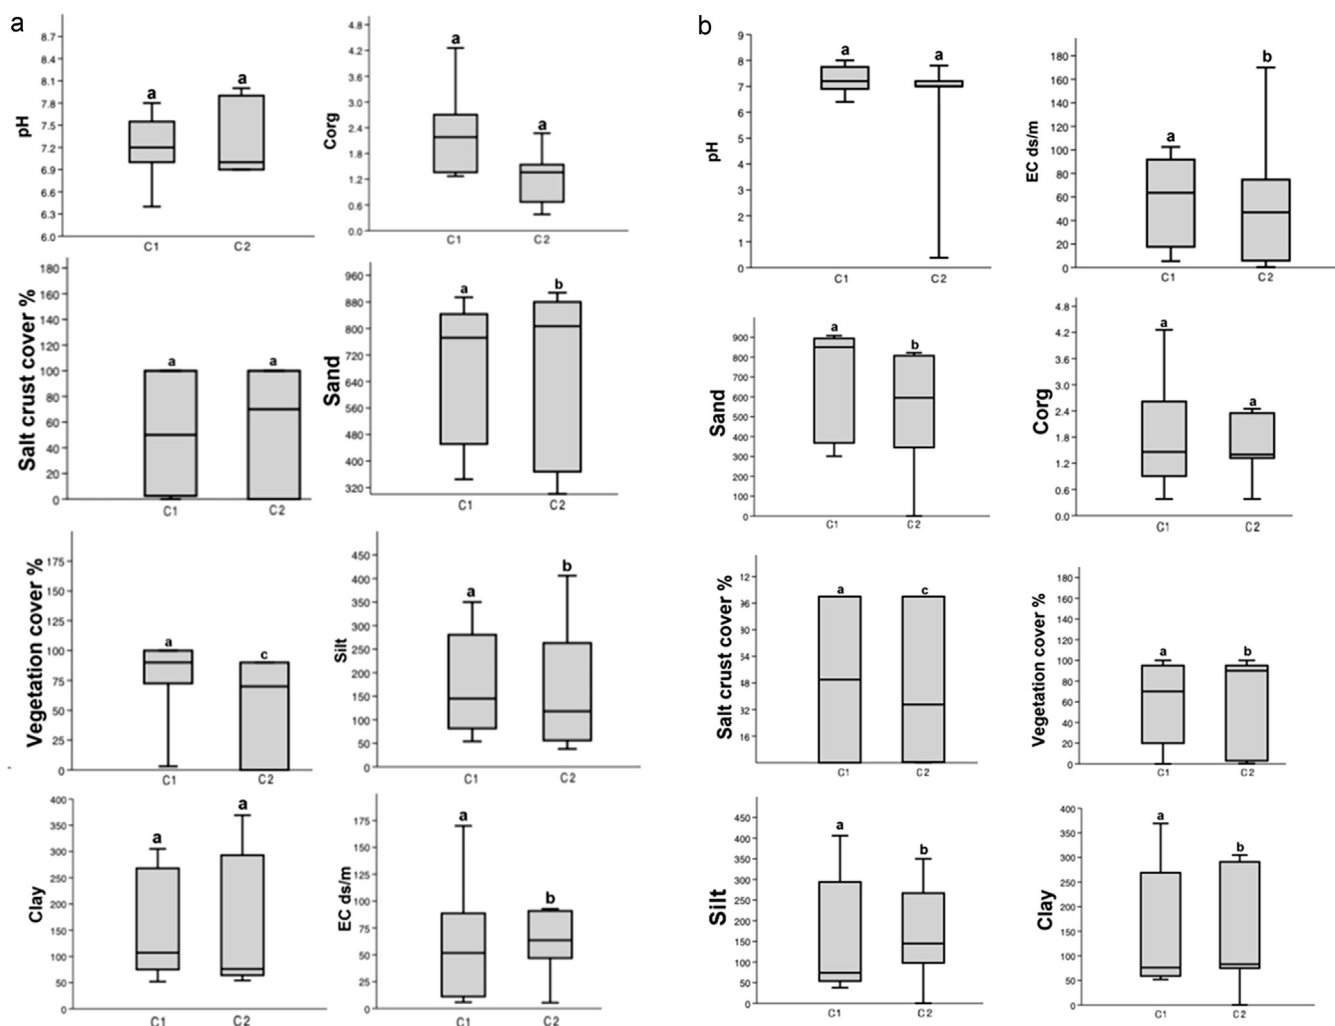 a
pH
8.7
8.4
8.1
7.8
7.5
7.2
6.9
6.6
6.3
6.0
a
a
C1
C2
Corg
4.8
4.2
3.6
3.0
2.4
1.8
1.2
0.6
0.0
a
a
C1
C2
Salt crust cover %
180
160
140
120
100
80
60
40
20
0
a
a
C1
C2
Sand
960
880
800
720
640
560
480
400
320
a
b
C1
C2
Vegetation cover %
175
150
125
100
75
50
25
0
a
c
C1
C2
Silt
450
400
350
300
250
200
150
100
50
0
a
b
C1
C2
Clay
400
350
300
250
200
150
100
50
0
a
a
C1
C2
EC ds/m
175
150
125
100
75
50
25
0
a
b
C1
C2
b
pH
9
8
7
6
5
4
3
2
1
0
a
a
C1
C2
EC ds/m
180
160
140
120
100
80
60
40
20
0
a
b
C1
C2
Sand
900
800
700
600
500
400
300
200
100
0
a
b
C1
C2
Corg
4.8
4.2
3.6
3.0
2.4
1.8
1.2
0.6
0.0
a
a
C1
C2
Salt crust cover %
12
48
32
16
a
c
C1
C2
Vegetation cover %
180
160
140
120
100
80
60
40
20
0
a
b
C1
C2
Silt
450
400
350
300
250
200
150
100
50
0
a
b
C1
C2
Clay
400
350
300
250
200
150
100
50
0
a
b
C1
C2